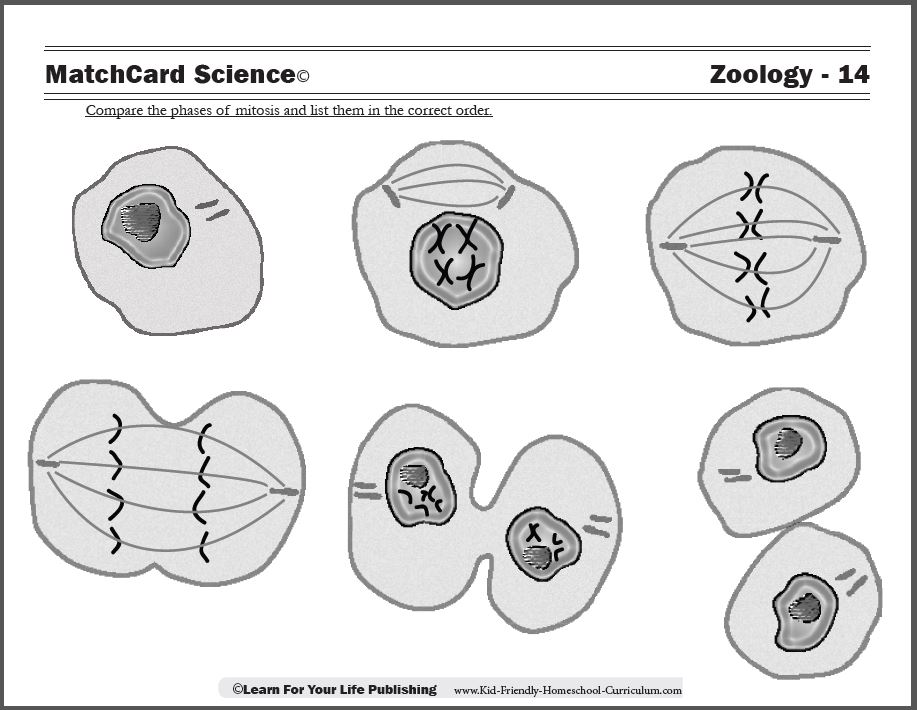 MatchCard Science©
Zoology - 14
Compare the phases of mitosis and list them in the correct order.
©Learn For Your Life Publishing
www.Kid-Friendly-Homeschool-Curriculum.com